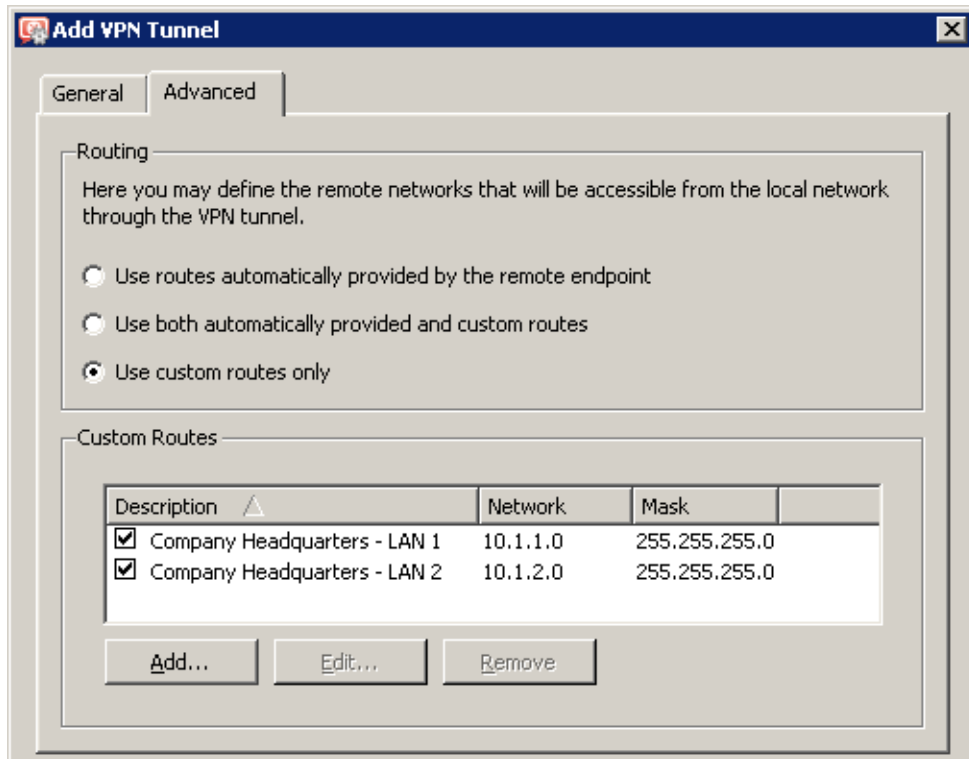 Add VPN Tunnel
General Advanced
Routing
Here you may define the remote networks that will be accessible from the local network
through the VPN tunnel.
Use routes automatically provided by the remote endpoint
Use both automatically provided and custom routes
Use custom routes only
Custom Routes
Description Network Mask
Company Headquarters - LAN 1 10.1.1.0 255.255.255.0
Company Headquarters - LAN 2 10.1.2.0 255.255.255.0
Add... Edit... Remove